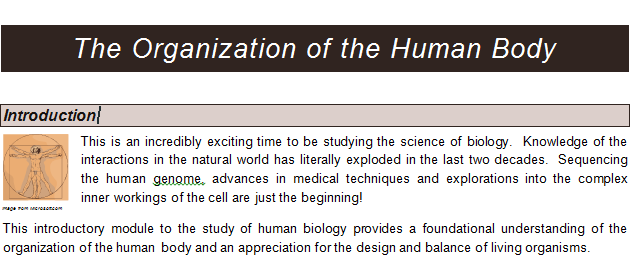 The Organization of the Human Body
Introduction
This is an incredibly exciting time to be studying the science of biology. Knowledge of the
interactions in the natural world has literally exploded in the last two decades. Sequencing
the human genome, advances in medical techniques and explorations into the complex
inner workings of the cell are just the beginning!
Image from Microsoft.com
This introductory module to the study of human biology provides a foundational understanding of the
organization of the human body and an appreciation for the design and balance of living organisms.